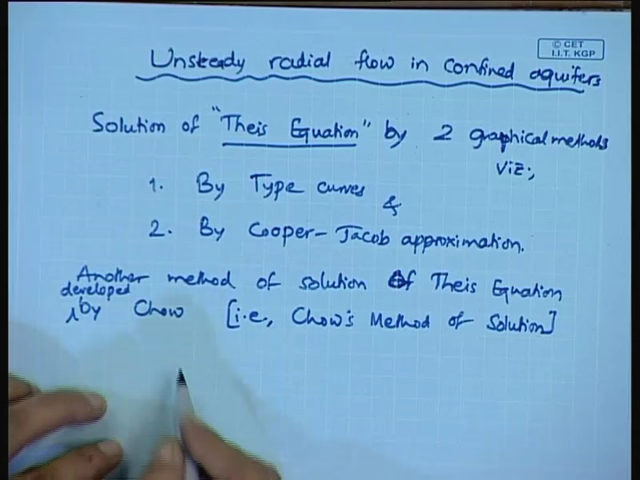 © CET
I.I.T. KGP
Unsteady radial flow in Confined aquifers
Solution of "Theis Equation" by 2 graphical methods
viz;,
1. By Type curves &
2. By Cooper-Jacob approximation.
Another method of solution of Theis Equation
developed
by Chow [i.e., Chow's Method of Solution]